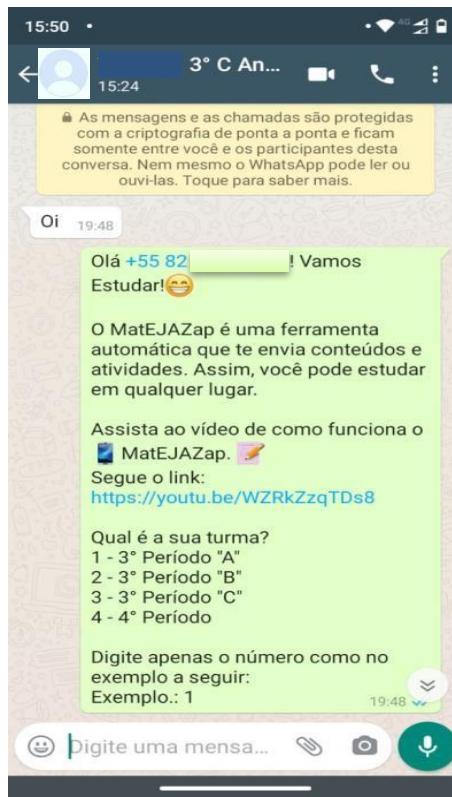 15:50
4G
3° C An...
15:24
As mensagens e as chamadas são protegidas
com a criptografia de ponta a ponta e ficam
somente entre você e os participantes desta
conversa. Nem mesmo o WhatsApp pode ler ou
ouvi-las. Toque para saber mais.
Oi 19:48
Olá +55 82 ! Vamos
Estudar!😁
O MatEJAZap é uma ferramenta
automática que te envia conteúdos e
atividades. Assim, você pode estudar
em qualquer lugar.
Assista ao vídeo de como funciona o
📱 MatEJAZap. 📝
Segue o link:
https://youtu.be/WZRkZzqTDs8
Qual é a sua turma?
1 - 3° Período "A"
2 - 3° Período "B"
3 - 3° Período "C"
4 - 4° Período
Digite apenas o número como no
exemplo a seguir:
Exemplo.: 1
19:48
Digite uma mensa...